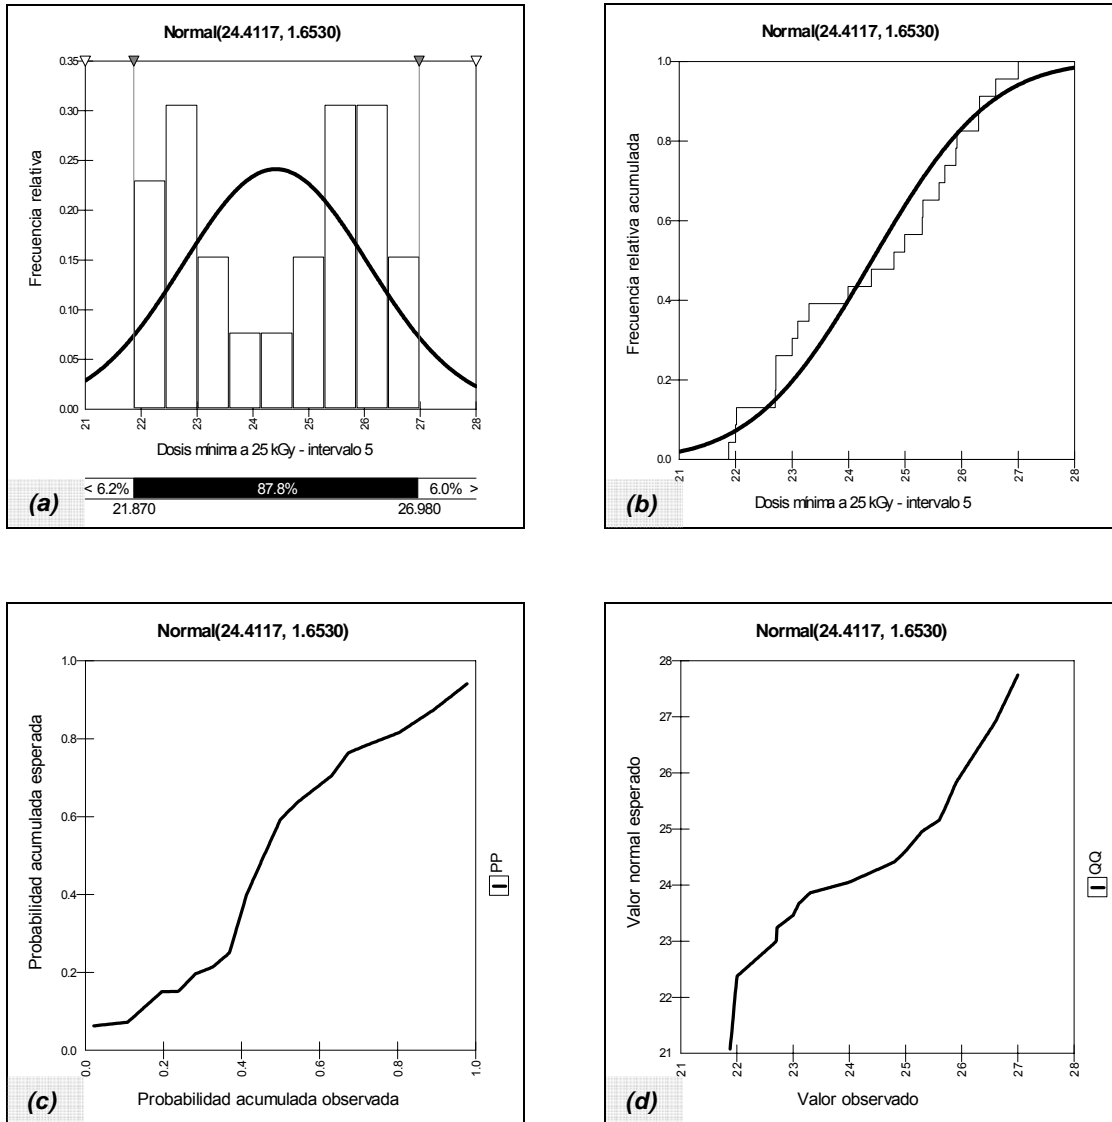 Normal(24.4117, 1.6530)
Frecuencia relativa
0.35
0.30
0.25
0.20
0.15
0.10
0.05
0.00
21 22 23 24 25 26 27 28
Dosis mínima a 25 kGy - intervalo 5
< 6.2% 87.8% 6.0% >
21.870 26.980
(a)
Normal(24.4117, 1.6530)
Frecuencia relativa acumulada
1.0
0.8
0.6
0.4
0.2
0.0
21 22 23 24 25 26 27 28
Dosis mínima a 25 kGy - intervalo 5
(b)
Normal(24.4117, 1.6530)
Probabilidad acumulada esperada
1.0
0.8
0.6
0.4
0.2
0.0
0.0 0.2 0.4 0.6 0.8 1.0
Probabilidad acumulada observada
PP
(c)
Normal(24.4117, 1.6530)
Valor normal esperado
28
27
26
25
24
23
22
21
21 22 23 24 25 26 27 28
Valor observado
QQ
(d)